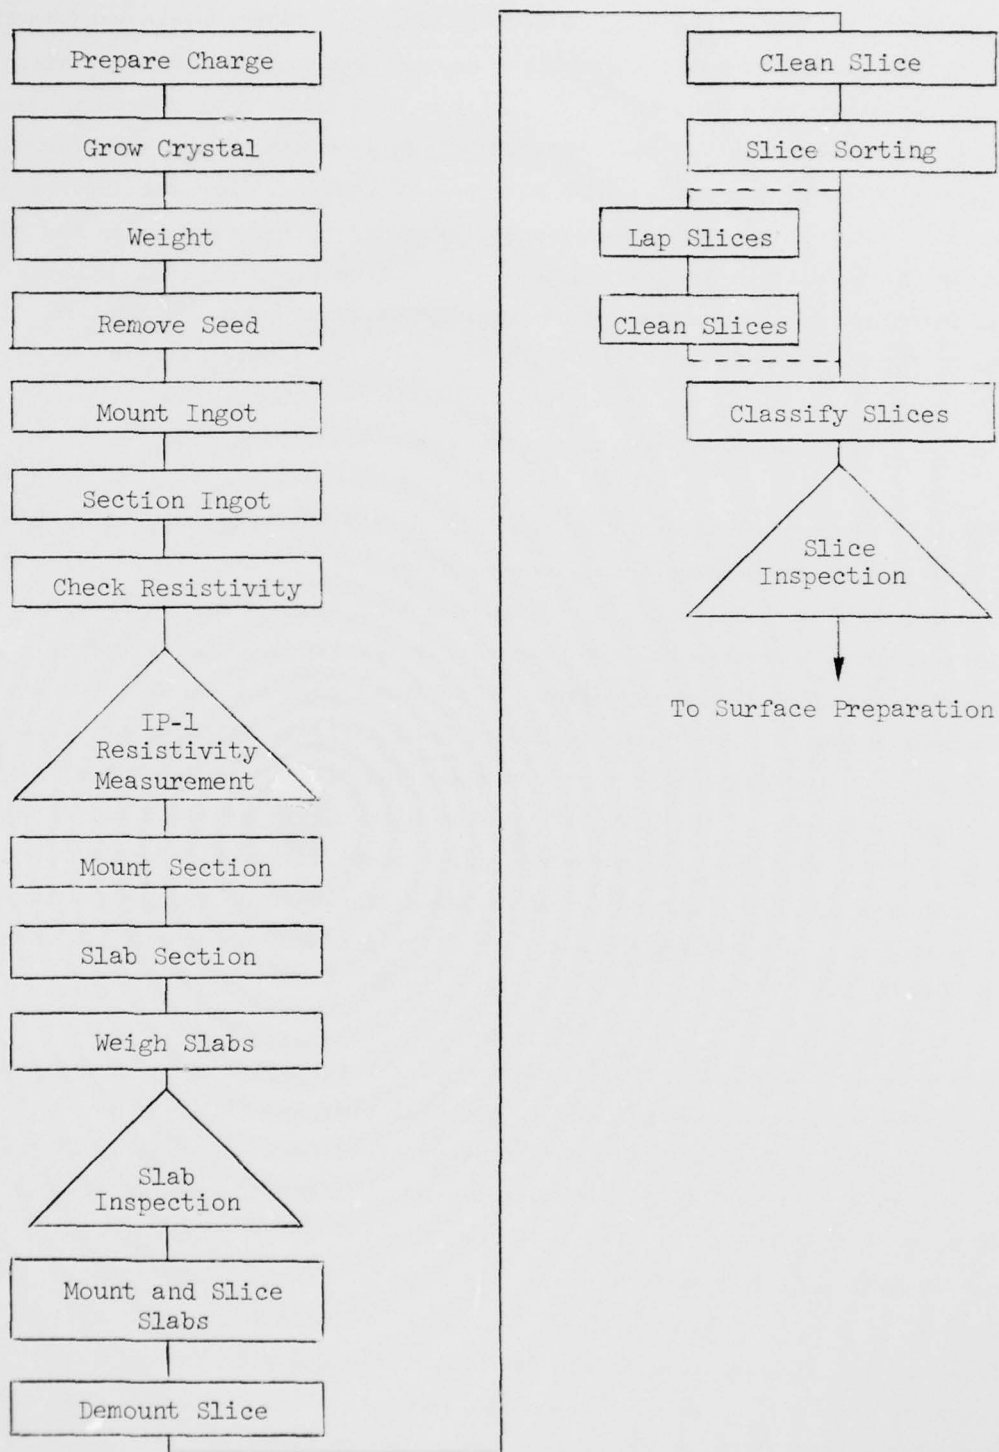 Prepare Charge
Grow Crystal
Weight
Remove Seed
Mount Ingot
Section Ingot
Check Resistivity
IP-1
Resistivity
Measurement
Mount Section
Slab Section
Weigh Slabs
Slab
Inspection
Mount and Slice
Slabs
Demount Slice
Clean Slice
Slice Sorting
Lap Slices
Clean Slices
Classify Slices
Slice
Inspection
To Surface Preparation